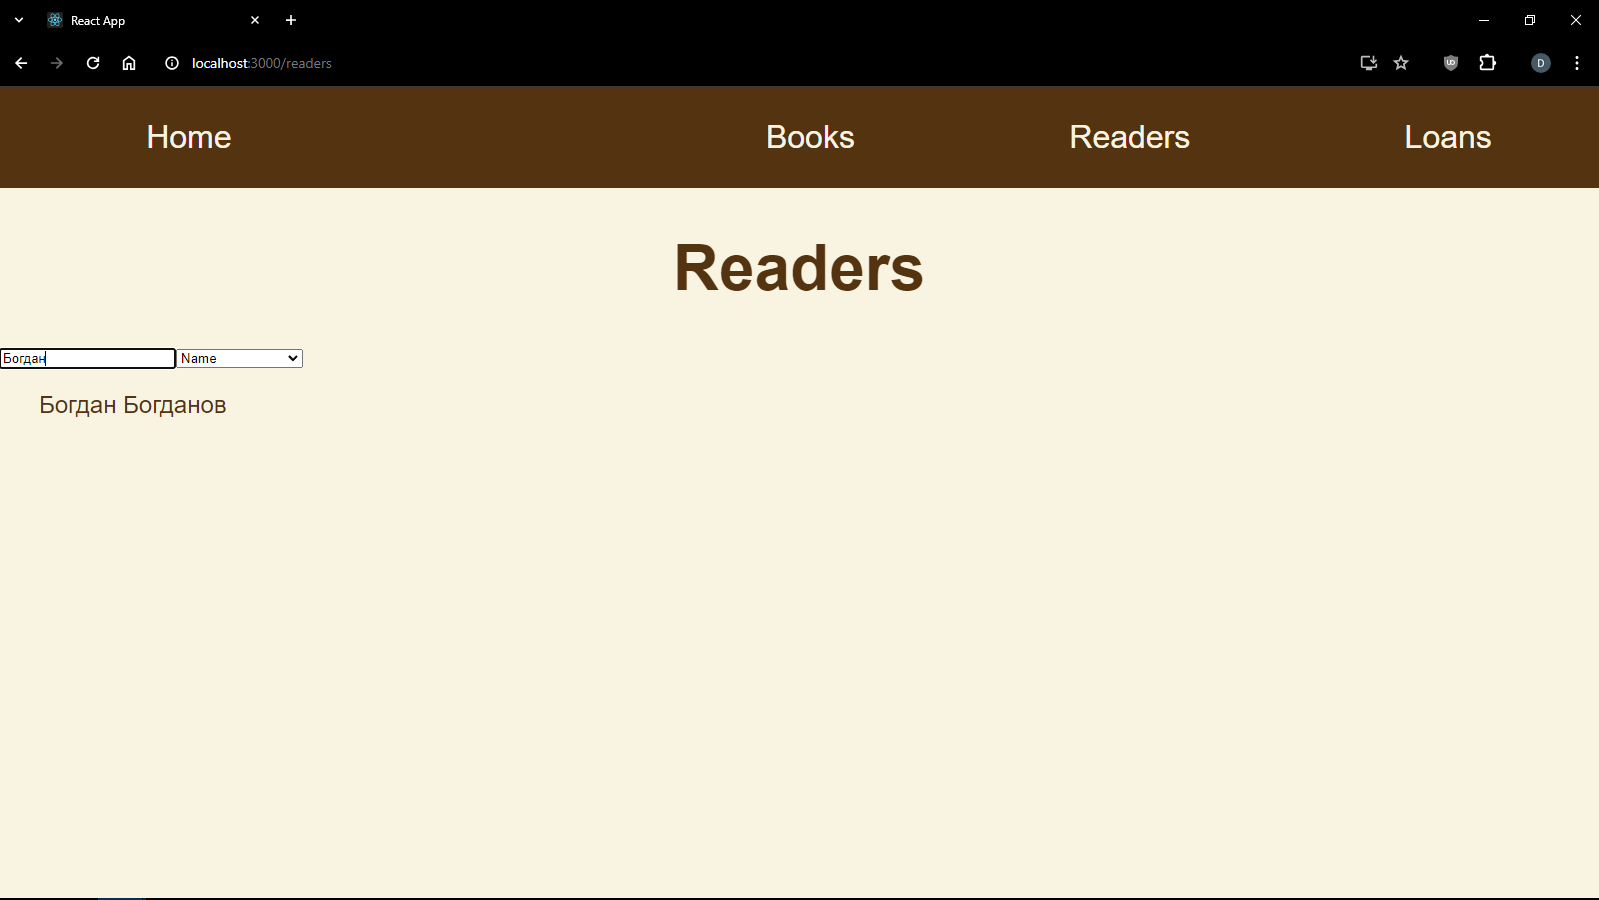 React App
localhost:3000/readers
D
Home Books Readers Loans
Readers
Богдан Name
Богдан Богданов